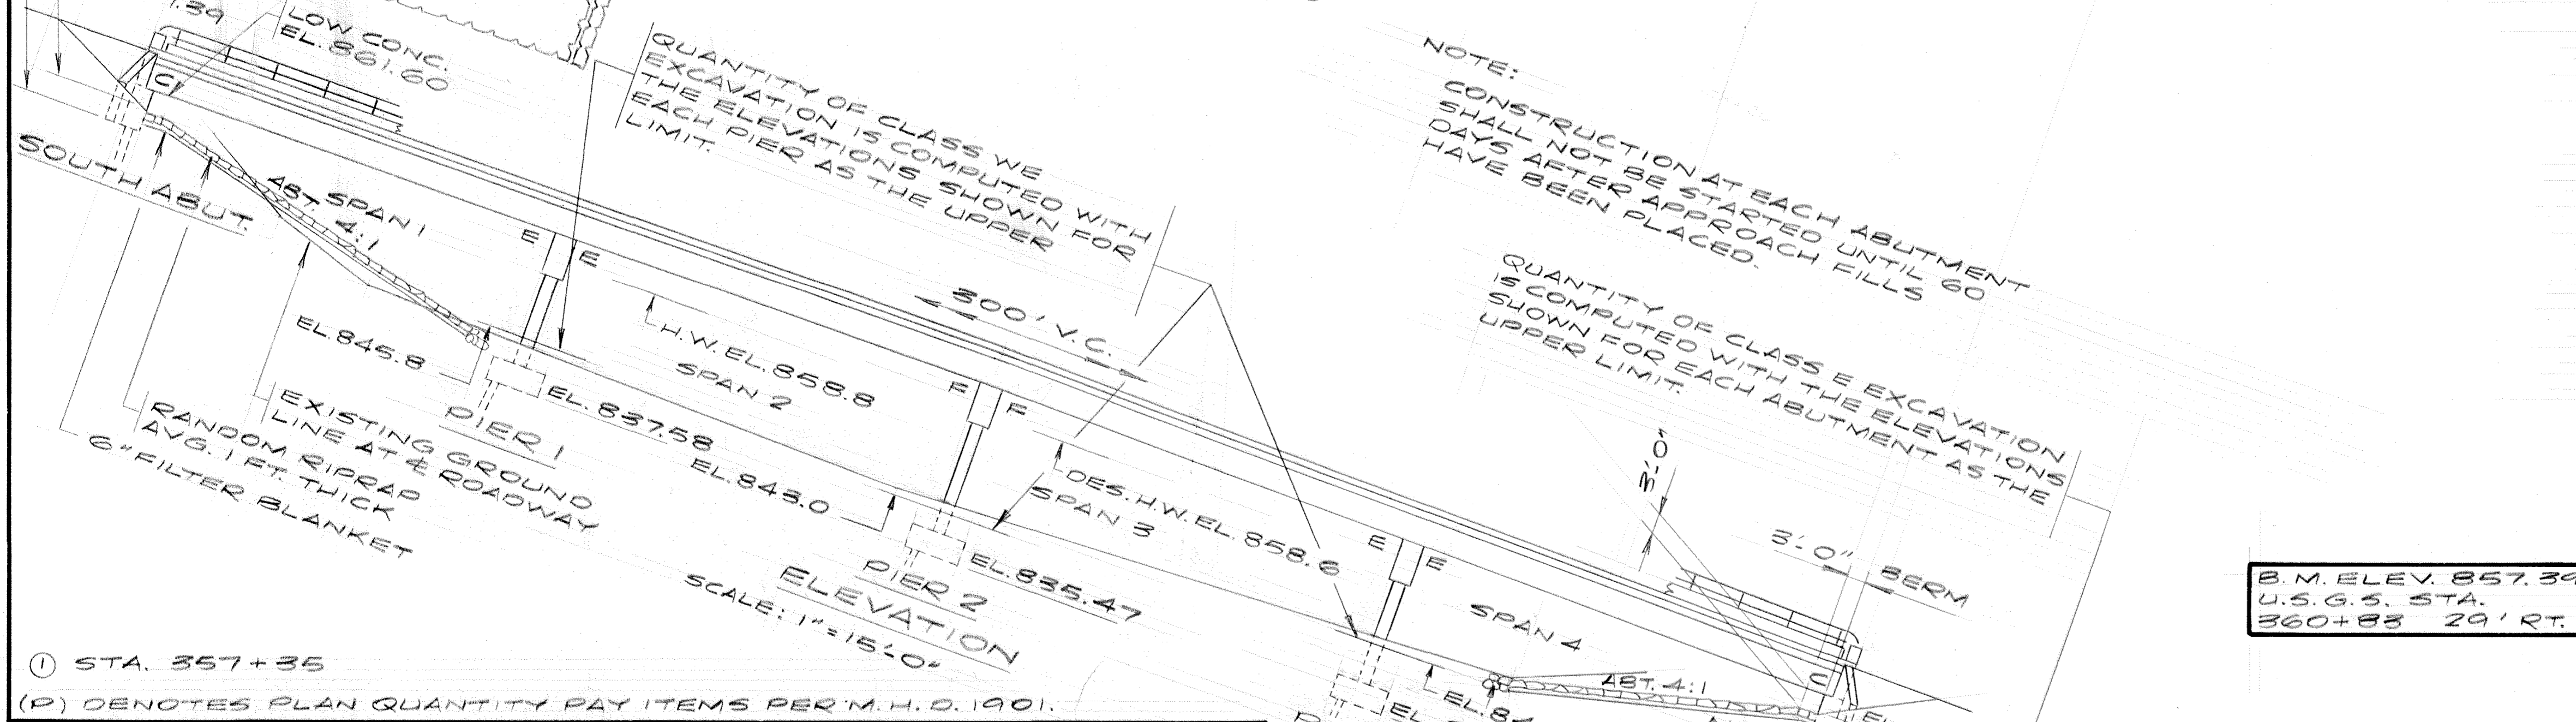 LOW CONC.
EL. 861.60
QUANTITY OF CLASS WE
EXCAVATION IS COMPUTED WITH
THE ELEVATIONS SHOWN FOR
EACH PIER AS THE UPPER
LIMIT.
NOTE:
CONSTRUCTION AT EACH ABUTMENT
SHALL NOT BE STARTED UNTIL 60
DAYS AFTER APPROACH FILLS
HAVE BEEN PLACED.
QUANTITY OF CLASS E EXCAVATION
IS COMPUTED WITH THE ELEVATIONS
SHOWN FOR EACH ABUTMENT AS THE
UPPER LIMIT.
C
SOUTH ABUT.
SPAN 1
ABT. 4:1
E
E
300' V.C.
H.W. EL. 858.8
SPAN 2
EL. 845.8
EL. 837.58
PIER 1
EXISTING GROUND
LINE AT ℄ ROADWAY
RANDOM RIPRAP
AVG. 1 FT. THICK
6" FILTER BLANKET
F
F
EL. 843.0
DES. H.W. EL. 858.6
SPAN 3
EL. 835.47
PIER 2
ELEVATION
SCALE: 1"=15'-0"
E
E
SPAN 4
3'-0"
3'-0"
BERM
C
ABT. 4:1
B.M. ELEV. 857.39
U.S.G.S. STA.
360+83 29' RT.
① STA. 357+35
(P) DENOTES PLAN QUANTITY PAY ITEMS PER M.H.D. 1901.